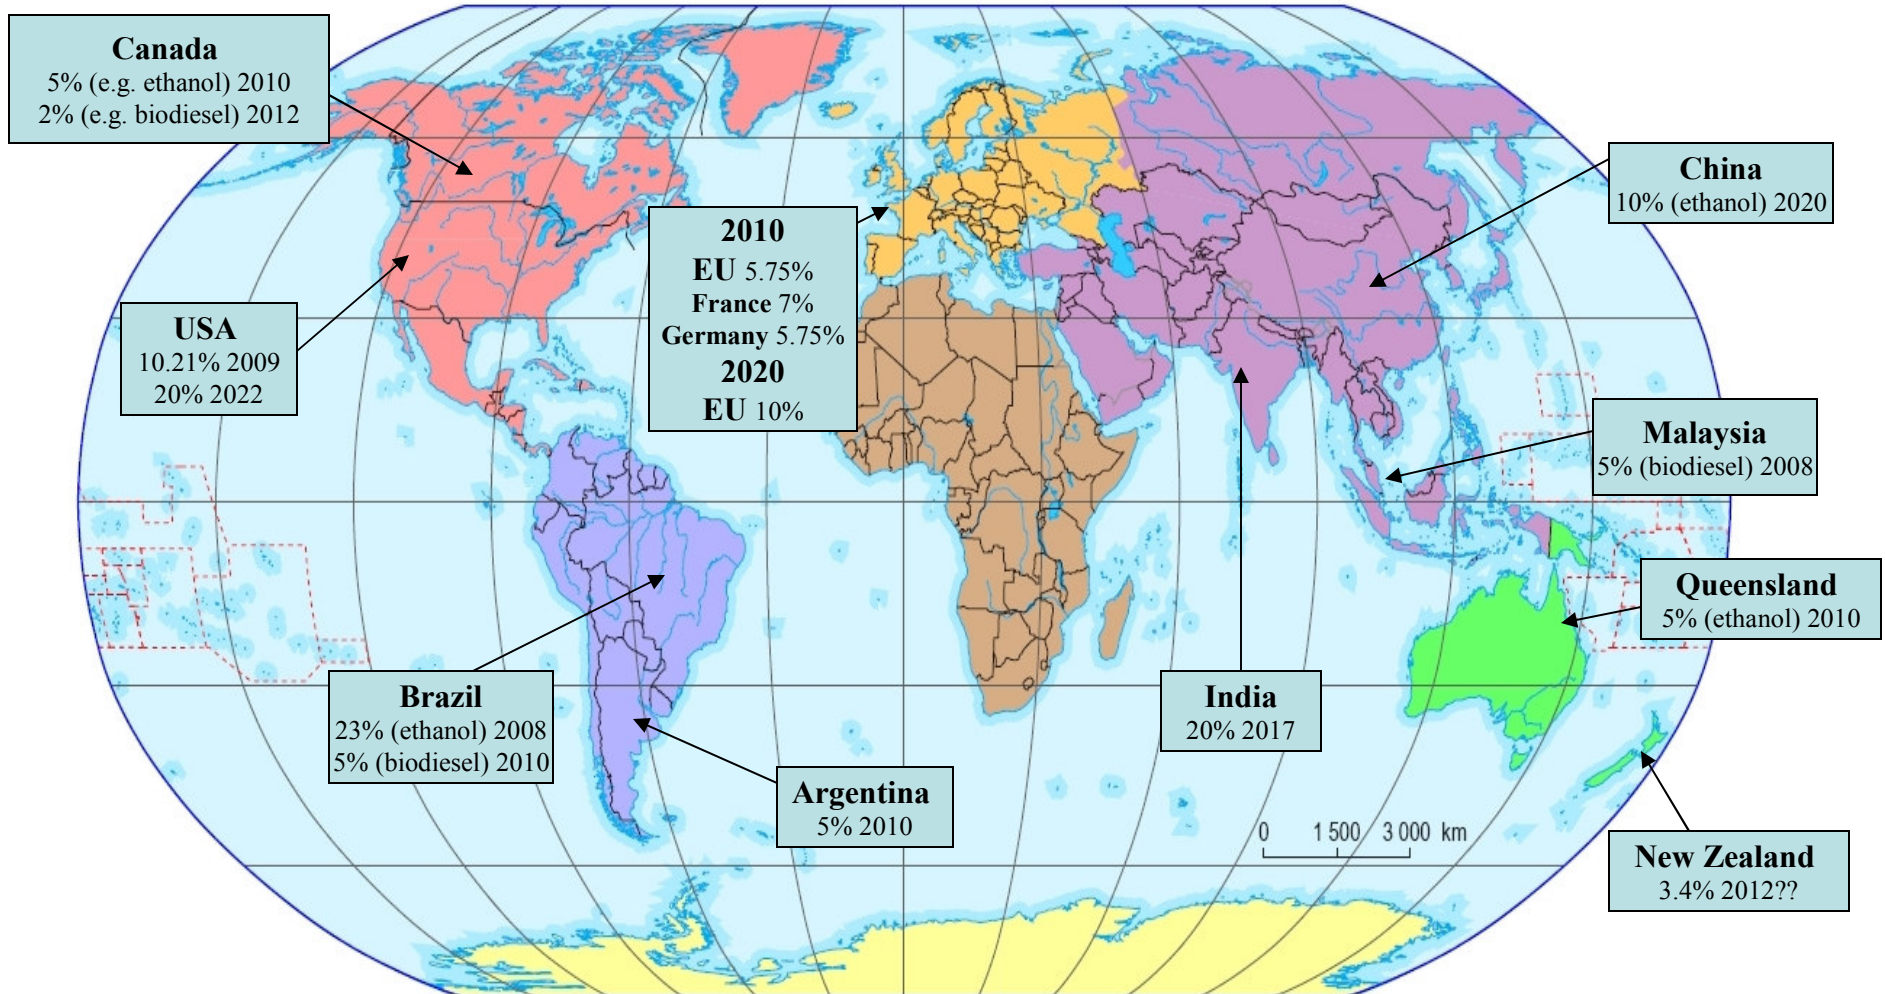 Canada
5% (e.g. ethanol) 2010
2% (e.g. biodiesel) 2012
China
10% (ethanol) 2020
2010
EU 5.75%
France 7%
Germany 5.75%
2020
EU 10%
USA
10.21% 2009
20% 2022
Malaysia
5% (biodiesel) 2008
Queensland
5% (ethanol) 2010
Brazil
23% (ethanol) 2008
5% (biodiesel) 2010
India
20% 2017
Argentina
5% 2010
0 1 500 3 000 km
New Zealand
3.4% 2012??